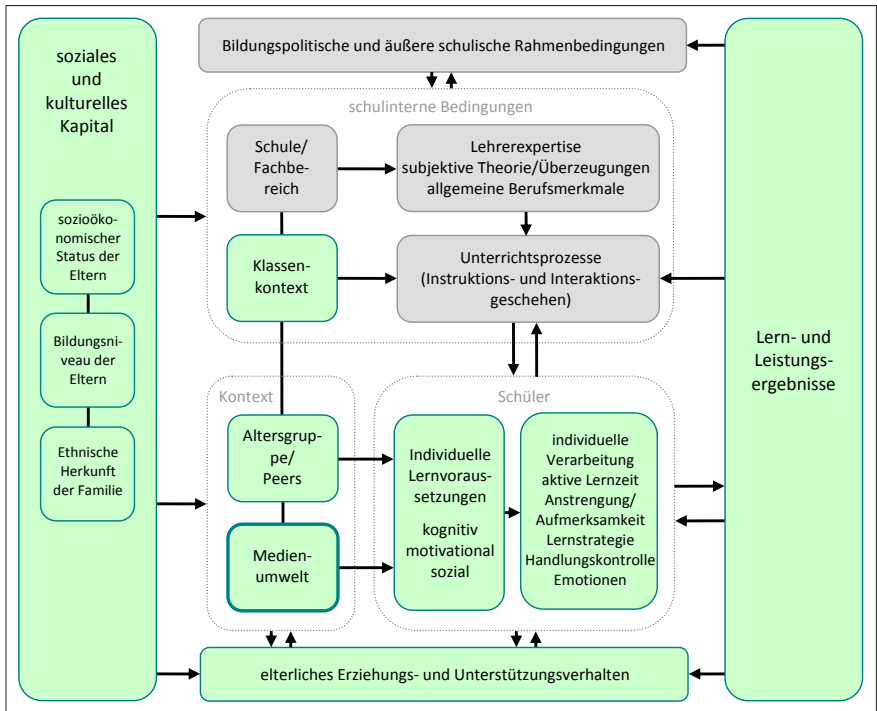 soziales
und
kulturelles
Kapital
sozioöko-
nomischer
Status der
Eltern
Bildungsni-
veau der
Eltern
Ethnische
Herkunft
der Familie
Bildungspolitische und äußere schulische Rahmenbedingungen
schulinterne Bedingungen
Schule/
Fachbe-
reich
Lehrerexpertise
subjektive Theorie/Überzeugungen
allgemeine Berufsmerkmale
Klassen-
kontext
Unterrichtsprozesse
(Instruktions- und Interaktions-
geschehen)
Kontext
Altersgrup-
pe/
Peers
Medien-
umwelt
Schüler
Individuelle
Lernvoraus-
setzungen
kognitiv
motivational
sozial
individuelle
Verarbeitung
aktive Lernzeit
Anstrengung/
Aufmerksamkeit
Lernstrategie
Handlungskontrolle
Emotionen
elterliches Erziehungs- und Unterstützungsverhalten
Lern- und
Leistungs-
ergebnisse